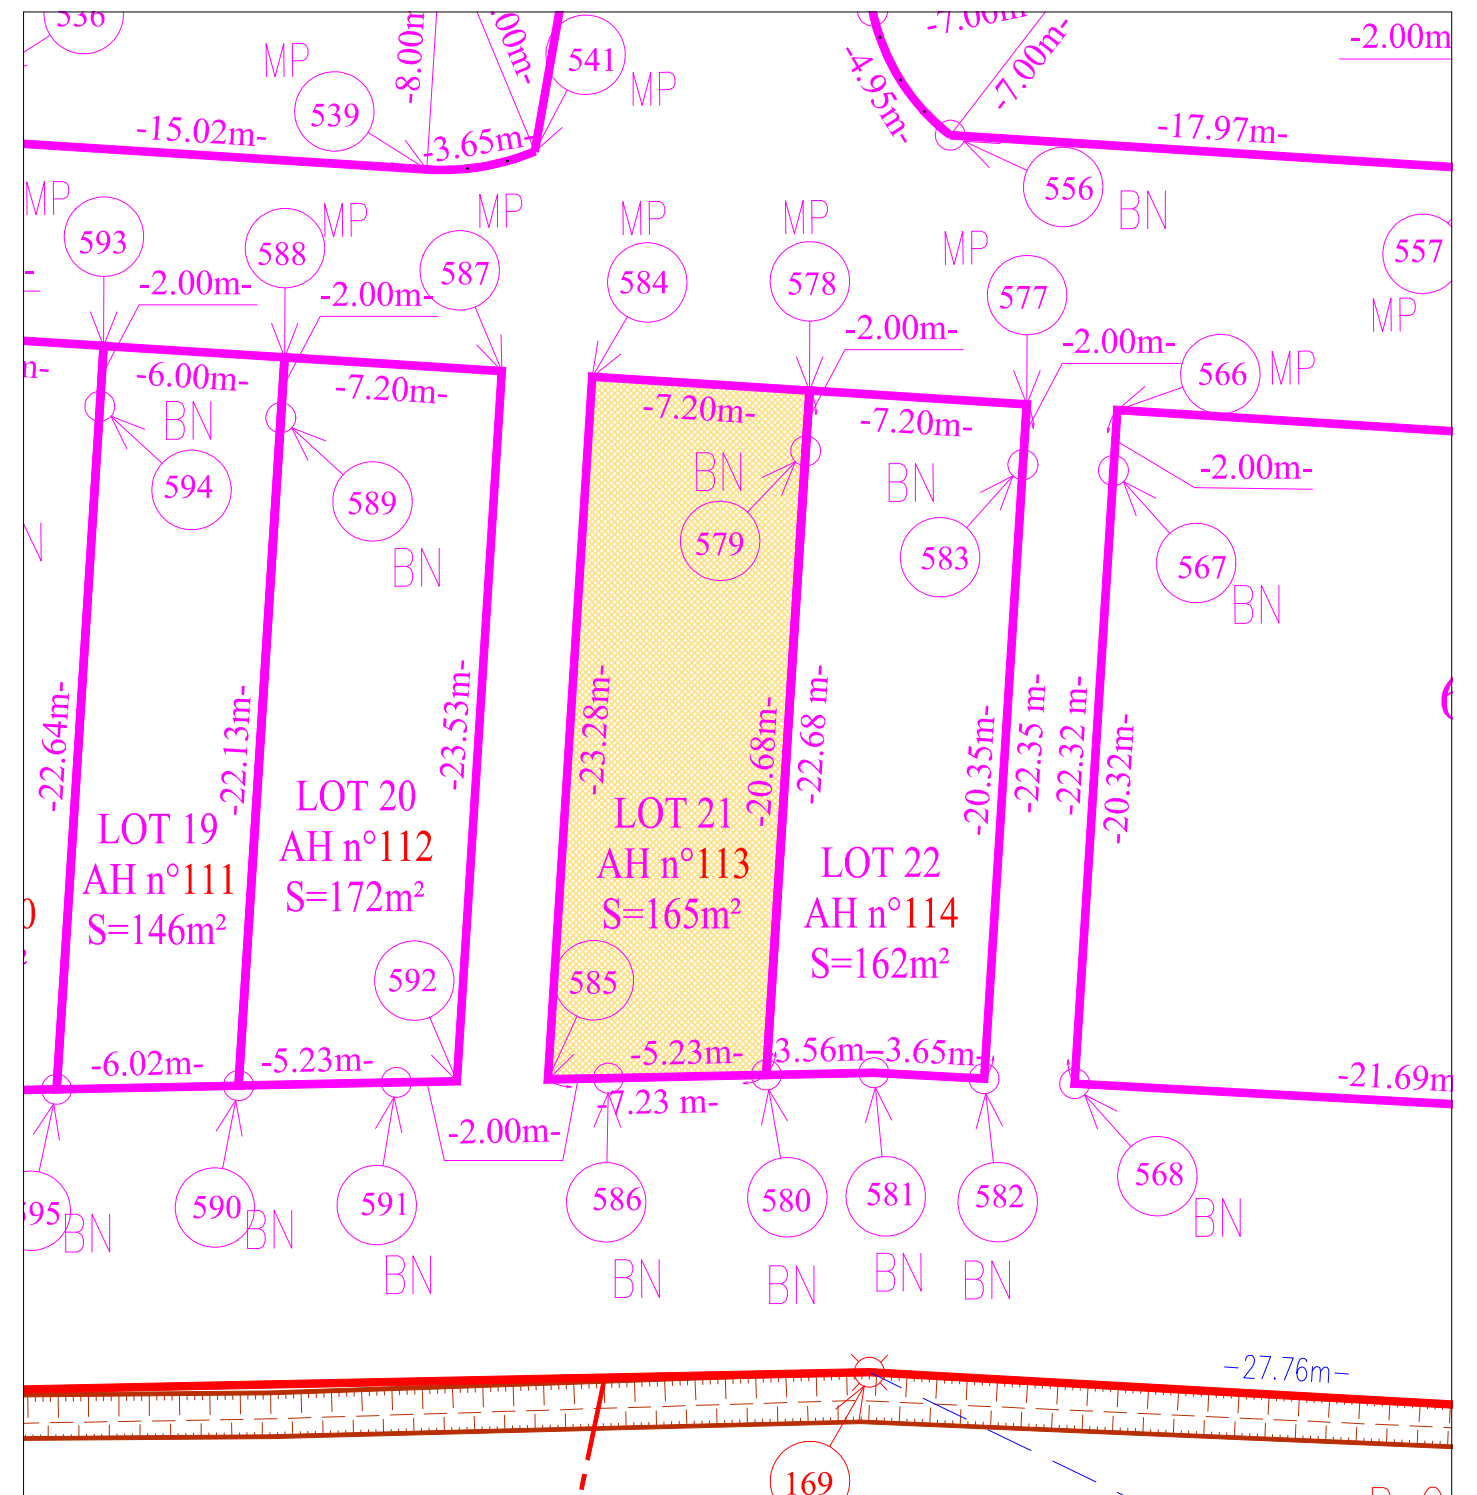 536
-8.00m
.00m-
-7.00m
-7.00m-
-2.00m
MP
541
MP
539
-4.95m-
-15.02m-
-3.65m-
-17.97m-
556
BN
MP
593
MP
588
MP
587
MP
584
MP
578
MP
577
557
MP
-2.00m-
-2.00m-
-2.00m-
-2.00m-
566
MP
m-
-6.00m-
-7.20m-
-7.20m-
-7.20m-
BN
594
589
BN
BN
579
BN
583
-2.00m-
567
BN
N
-22.64m-
-22.13m-
-23.53m-
-23.28m-
-20.68m-
-22.68 m-
-20.35m-
-22.35 m-
-22.32 m-
-20.32m-
LOT 19
AH n°111
S=146m²
LOT 20
AH n°112
S=172m²
LOT 21
AH n°113
S=165m²
LOT 22
AH n°114
S=162m²
0
592
585
-6.02m-
-5.23m-
-5.23m-
3.56m-
-3.65m-
-21.69m
-7.23 m-
-2.00m-
595
BN
590
BN
591
BN
586
BN
580
BN
581
BN
582
BN
568
BN
-27.76m-
169